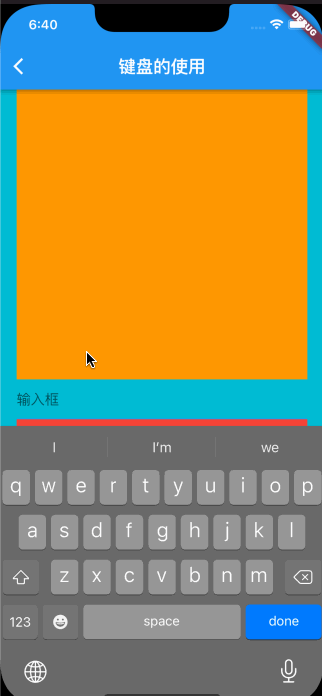 6:40
DEBUG
键盘的使用
输入框
I
I'm
we
q w e r t y u i o p
a s d f g h j k l
z x c v b n m
123
space
done